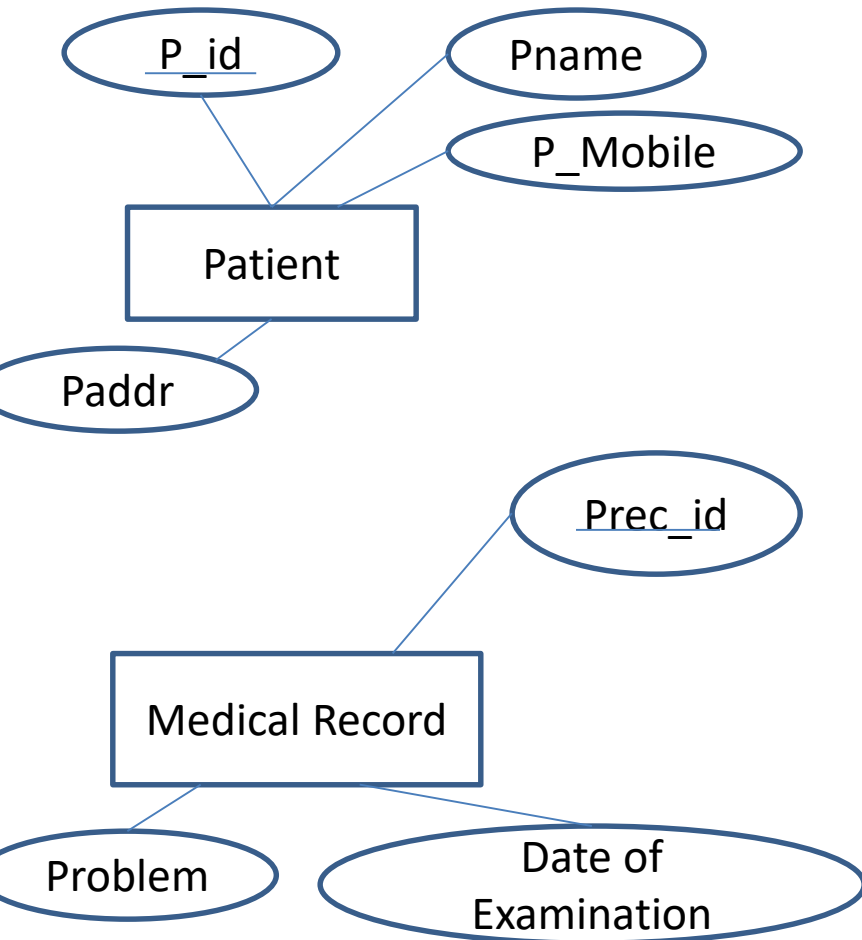 P_id
Pname
P_Mobile
Patient
Paddr
Prec_id
Medical Record
Problem
Date of
Examination